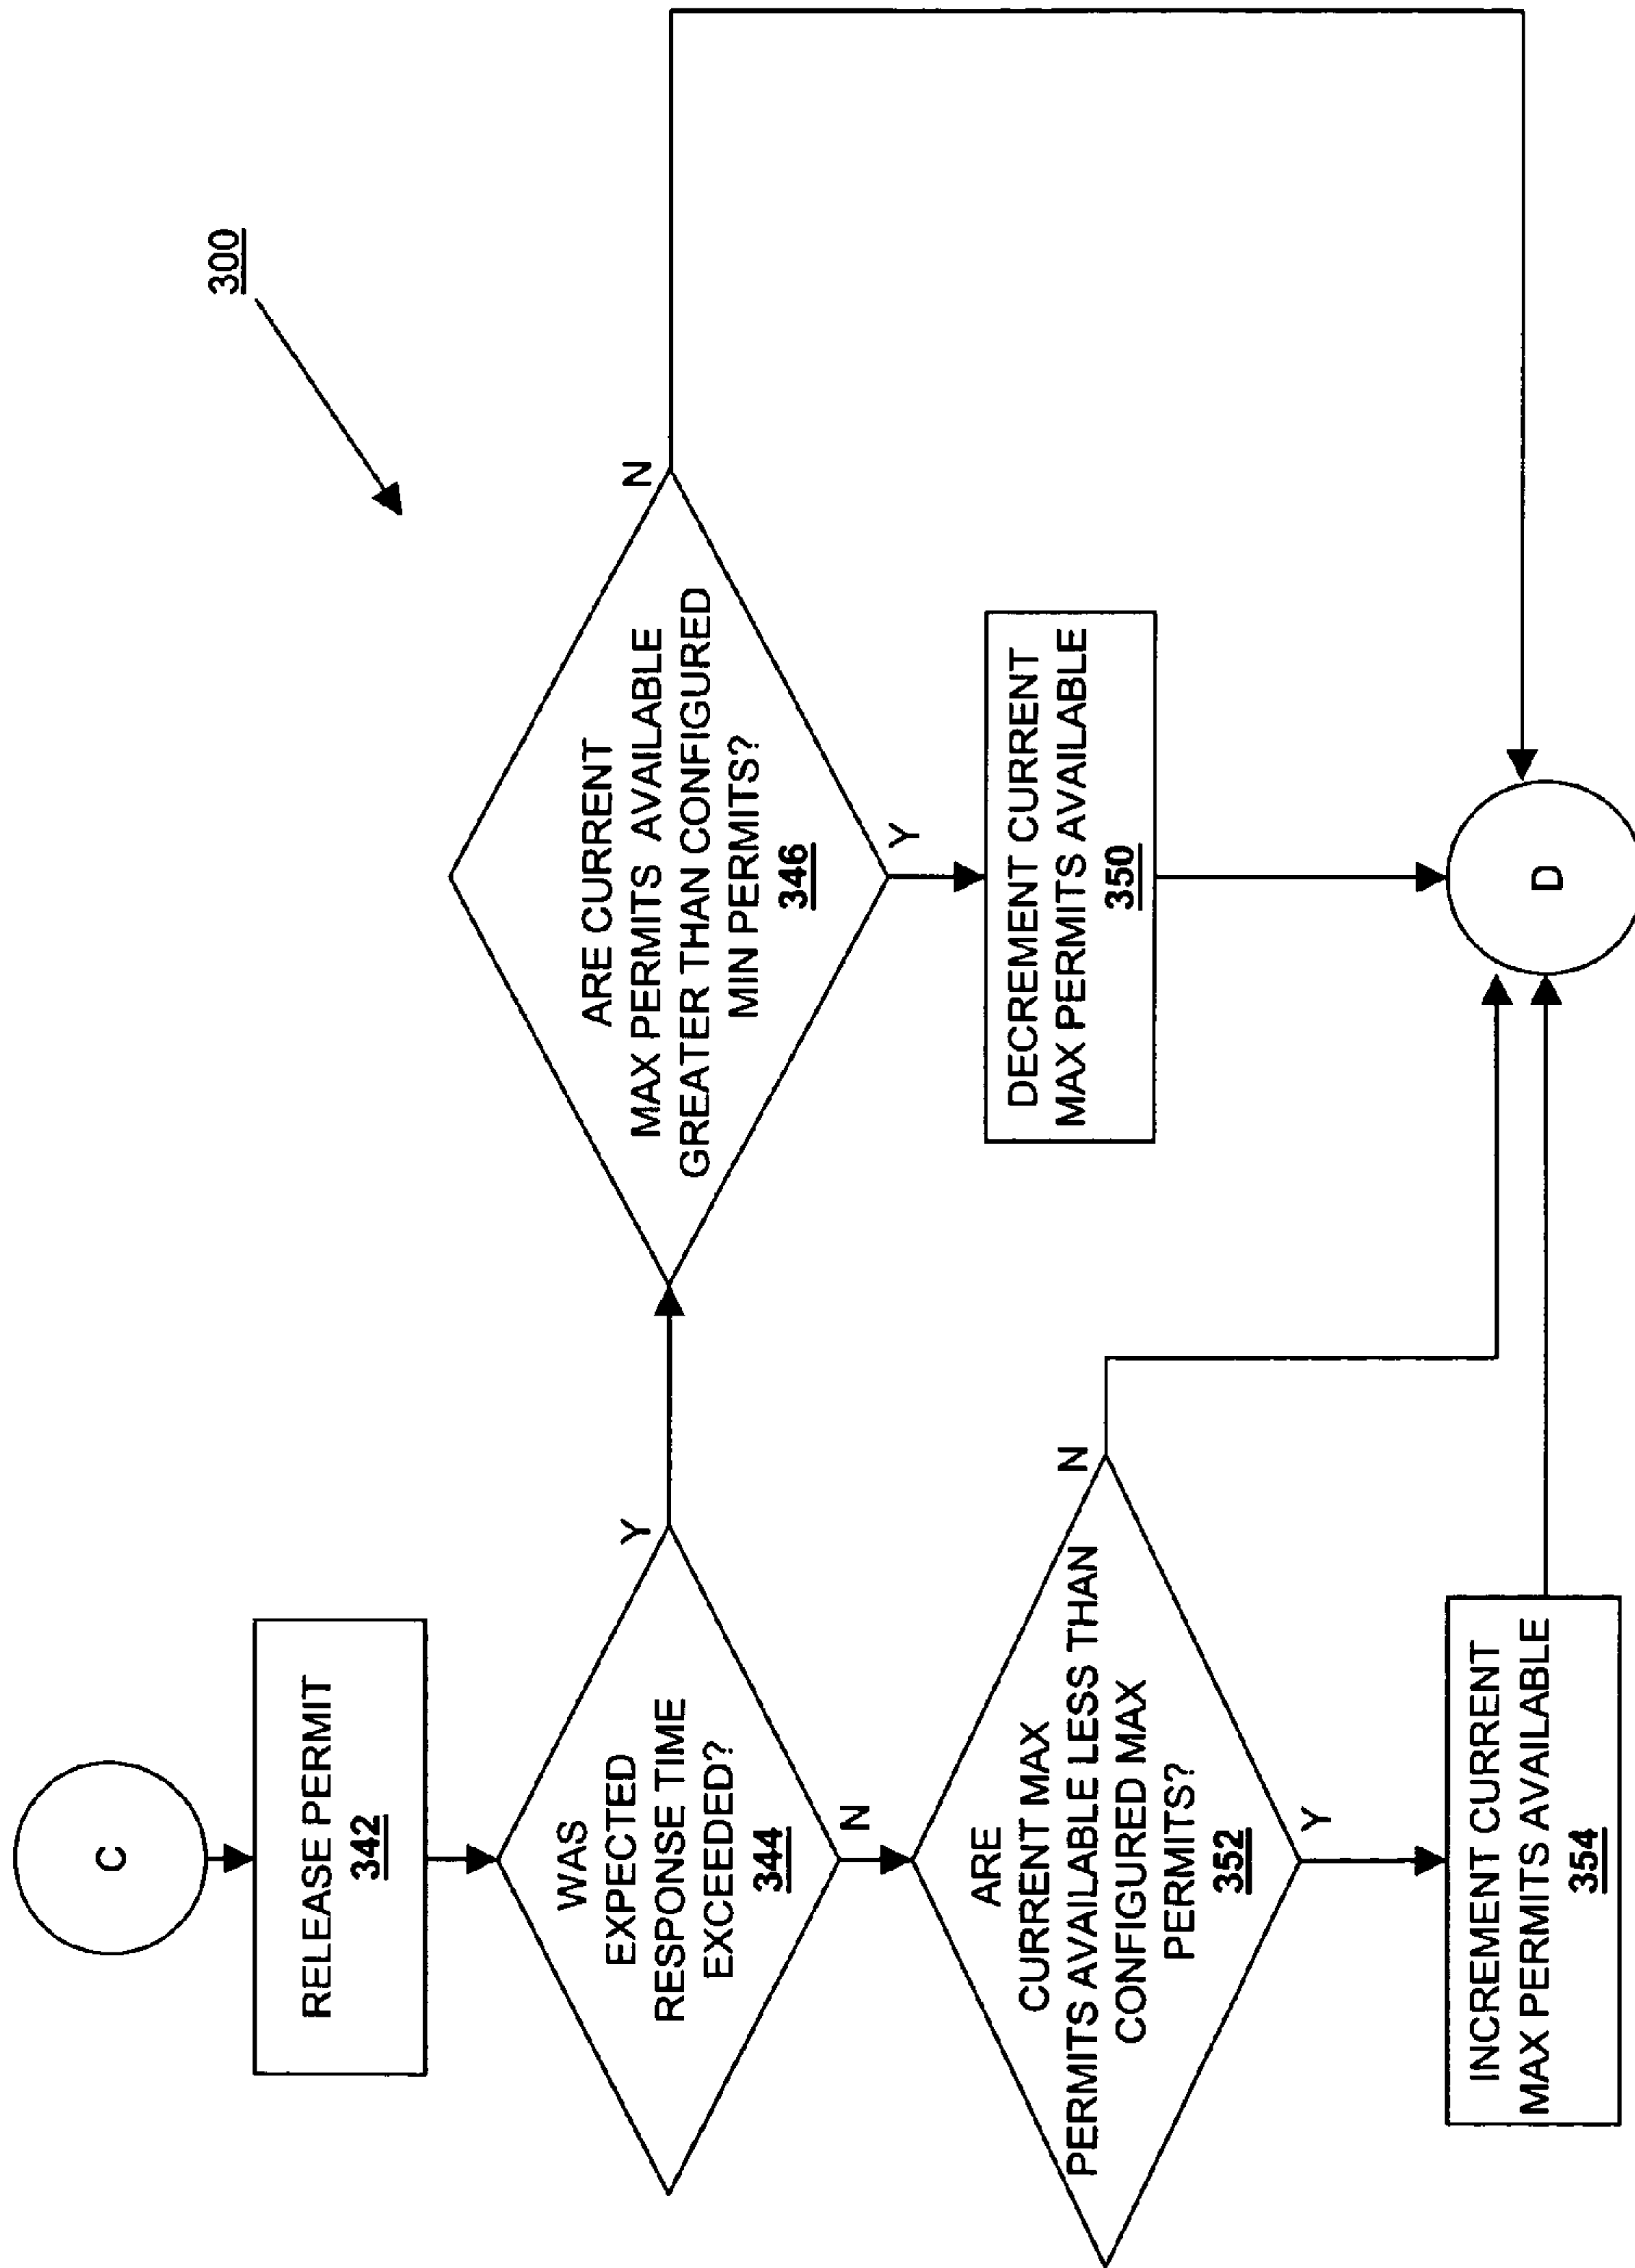 300
C
RELEASE PERMIT
342
WAS
EXPECTED
RESPONSE TIME
EXCEEDED?
344
Y
N
ARE CURRENT
MAX PERMITS AVAILABLE
GREATER THAN CONFIGURED
MIN PERMITS?
346
N
Y
DECREMENT CURRENT
MAX PERMITS AVAILABLE
350
ARE
CURRENT MAX
PERMITS AVAILABLE LESS THAN
CONFIGURED MAX
PERMITS?
352
N
Y
INCREMENT CURRENT
MAX PERMITS AVAILABLE
354
D